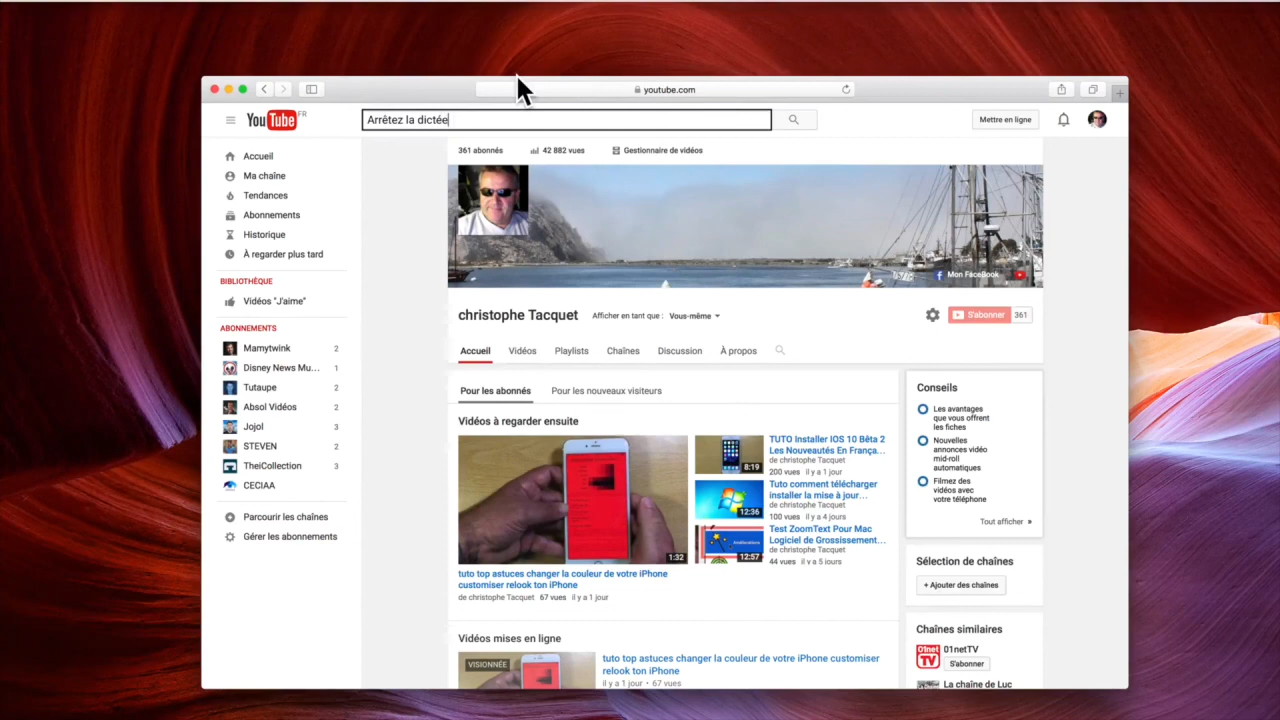 youtube.com
YouTube FR
Arrêtez la dictée
Mettre en ligne
361 abonnés
42 882 vues
Gestionnaire de vidéos
Accueil
Ma chaîne
Tendances
Abonnements
Historique
À regarder plus tard
BIBLIOTHÈQUE
Vidéos "J'aime"
ABONNEMENTS
Mamytwink 2
Disney News Mu... 1
Tutaupe 2
Absol Vidéos 2
Jojol 3
STEVEN 2
TheiCollection 3
CECIAA
Parcourir les chaînes
Gérer les abonnements
Mon FaceBook
christophe Tacquet
Afficher en tant que : Vous-même
S'abonner 361
Accueil
Vidéos
Playlists
Chaînes
Discussion
À propos
Pour les abonnés
Pour les nouveaux visiteurs
Vidéos à regarder ensuite
1:32
tuto top astuces changer la couleur de votre iPhone
customiser relook ton iPhone
de christophe Tacquet 67 vues il y a 1 jour
8:19
TUTO Installer IOS 10 Bêta 2
Les Nouveautés En França...
de christophe Tacquet
200 vues il y a 1 jour
12:36
Tuto comment télécharger
installer la mise à jour...
de christophe Tacquet
100 vues il y a 4 jours
12:57
Test ZoomText Pour Mac
Logiciel de Grossissement...
de christophe Tacquet
44 vues il y a 5 jours
Vidéos mises en ligne
VISIONNÉE
tuto top astuces changer la couleur de votre iPhone customiser
relook ton iPhone
il y a 1 jour • 67 vues
Conseils
Les avantages
que vous offrent
les fiches
Nouvelles
annonces vidéo
mid-roll
automatiques
Filmez des
vidéos avec
votre téléphone
Tout afficher »
Sélection de chaînes
+ Ajouter des chaînes
Chaînes similaires
01net TV
01netTV
S'abonner
La chaîne de Luc